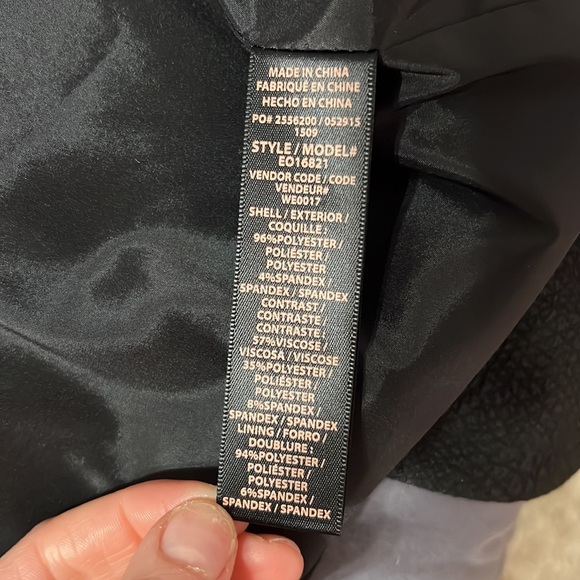 MADE IN CHINA
FABRIQUÉ EN CHINE
HECHO EN CHINA
PO# 2556200 / 052915
1509
STYLE / MODEL#
EO16821
VENDOR CODE / CODE
VENDEUR#
WE0017
SHELL / EXTERIOR /
COQUILLE :
96%POLYESTER /
POLIÉSTER /
POLYESTER
4%SPANDEX /
SPANDEX / SPANDEX
CONTRAST /
CONTRASTE /
CONTRASTE :
57%VISCOSE /
VISCOSA / VISCOSE
35%POLYESTER /
POLIÉSTER /
POLYESTER
8%SPANDEX /
SPANDEX / SPANDEX
LINING / FORRO /
DOUBLURE :
94%POLYESTER /
POLIÉSTER /
POLYESTER
6%SPANDEX /
SPANDEX / SPANDEX